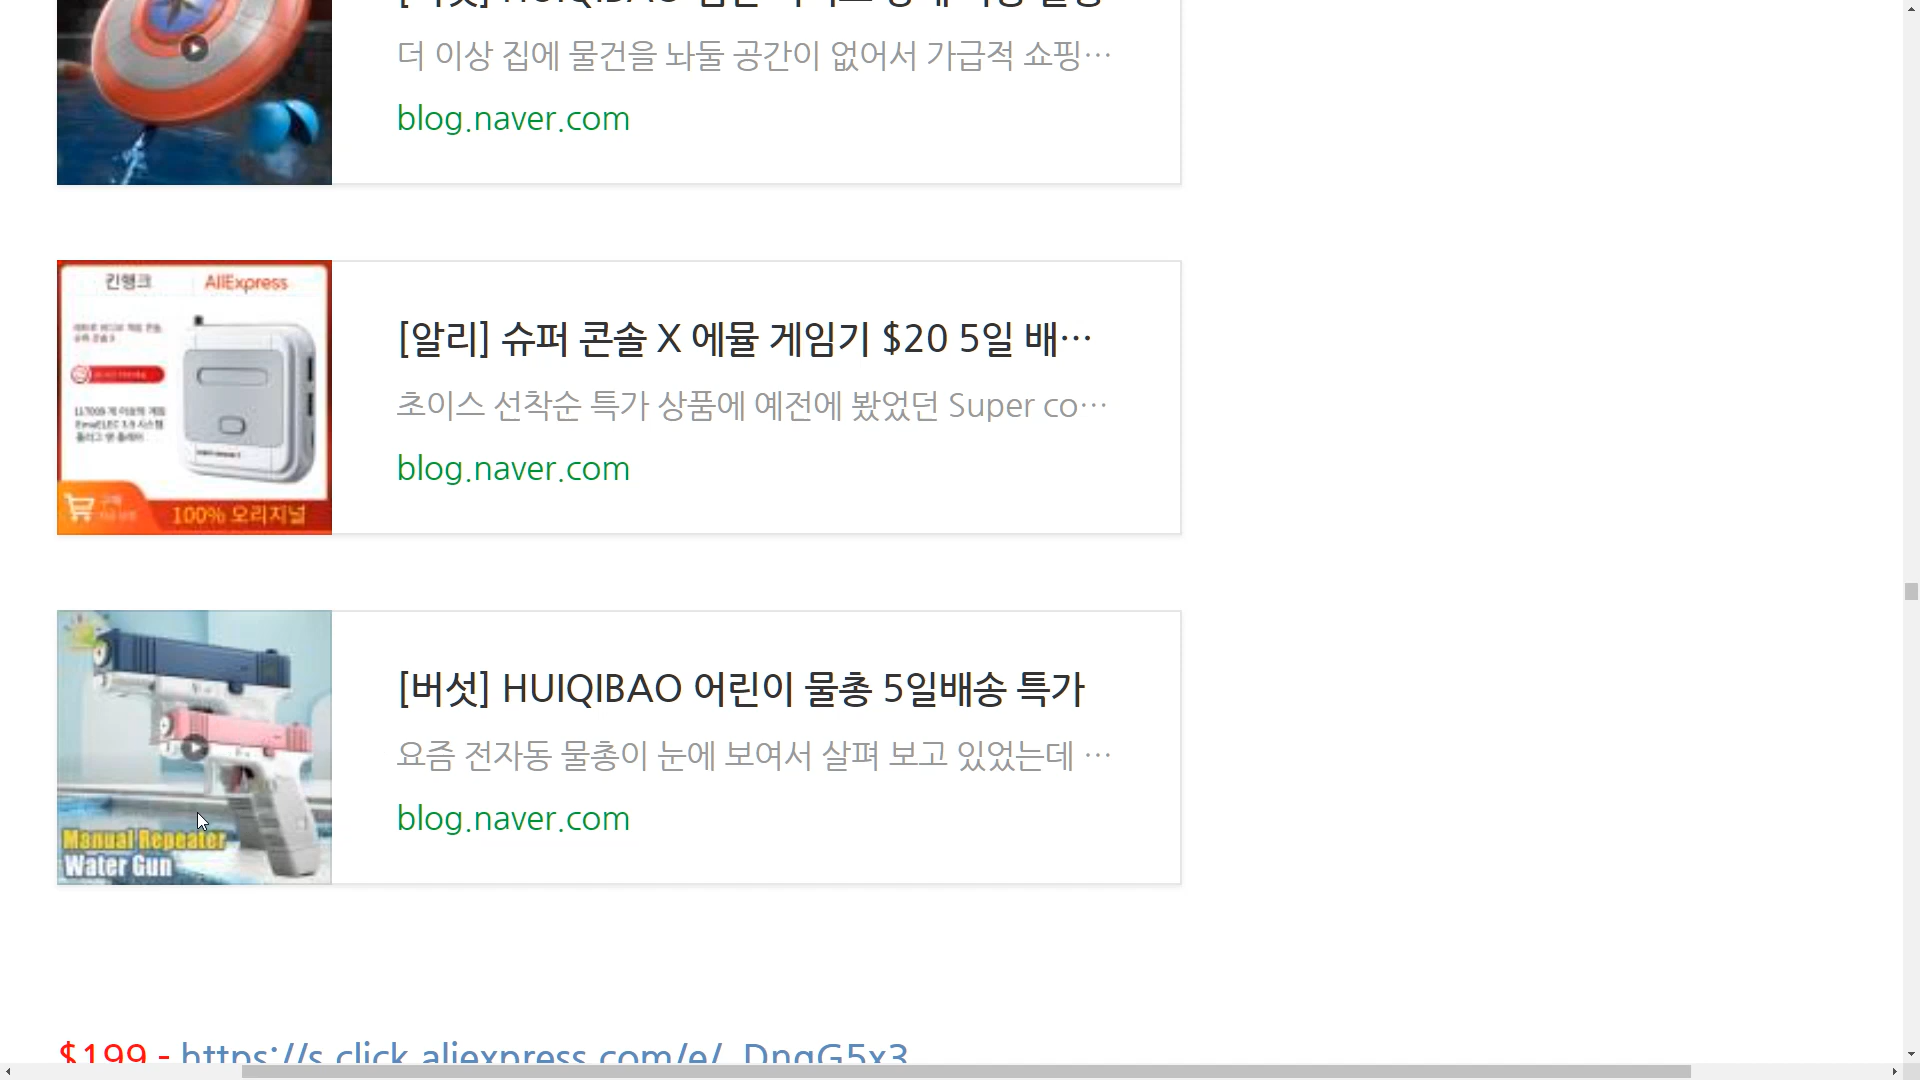 더 이상 집에 물건을 놔둘 공간이 없어서 가급적 쇼핑…
blog.naver.com
킨행크 AliExpress
100% 오리지널
[알리] 슈퍼 콘솔 X 에뮬 게임기 $20 5일 배…
초이스 선착순 특가 상품에 예전에 봤었던 Super co…
blog.naver.com
Manual Repeater
Water Gun
[버섯] HUIQIBAO 어린이 물총 5일배송 특가
요즘 전자동 물총이 눈에 보여서 살펴 보고 있었는데 …
blog.naver.com
$199 - https://s.click.aliexpress.com/e/_DnqG5x3